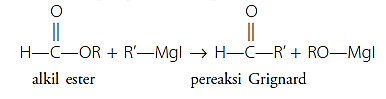 O O
H—C—OR + R'—MgI → H—C—R' + RO—MgI
alkil ester pereaksi Grignard